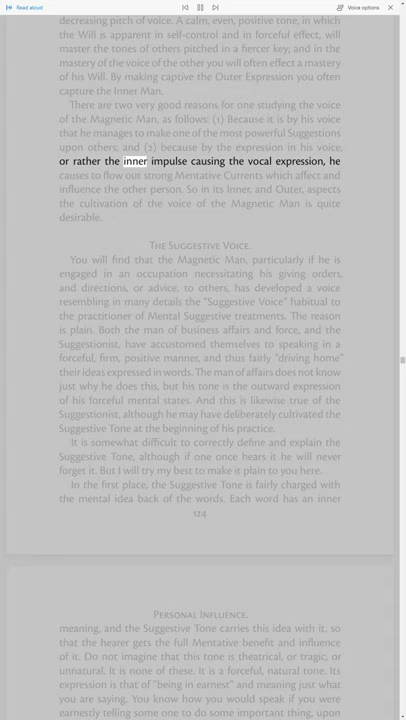 Read aloud
Voice options
decreasing pitch of voice. A calm, even, positive tone, in which
the Will is apparent in self-control and in forceful effect, will
master the tones of others pitched in a fiercer key; and in the
mastery of the voice of the other you will often effect a mastery
of his Will. By making captive the Outer Expression you often
capture the Inner Man.
There are two very good reasons for one studying the voice
of the Magnetic Man, as follows: (1) Because it is by his voice
that he manages to make one of the most powerful Suggestions
upon others; and (2) because by the expression in his voice,
or rather the inner impulse causing the vocal expression, he
causes to flow out strong Mentative Currents which affect and
influence the other person. So in its Inner, and Outer, aspects
the cultivation of the voice of the Magnetic Man is quite
desirable.
The Suggestive Voice.
You will find that the Magnetic Man, particularly if he is
engaged in an occupation necessitating his giving orders,
and directions, or advice, to others, has developed a voice
resembling in many details the "Suggestive Voice" habitual to
the practitioner of Mental Suggestive treatments. The reason
is plain. Both the man of business affairs and force, and the
Suggestionist, have accustomed themselves to speaking in a
forceful, firm, positive manner, and thus fairly "driving home"
their ideas expressed in words. The man of affairs does not know
just why he does this, but his tone is the outward expression
of his forceful mental states. And this is likewise true of the
Suggestionist, although he may have deliberately cultivated the
Suggestive Tone at the beginning of his practice.
It is somewhat difficult to correctly define and explain the
Suggestive Tone, although if one once hears it he will never
forget it. But I will try my best to make it plain to you here.
In the first place, the Suggestive Tone is fairly charged with
the mental idea back of the words. Each word has an inner
124
Personal Influence.
meaning, and the Suggestive Tone carries this idea with it, so
that the hearer gets the full Mentative benefit and influence
of it. Do not imagine that this tone is theatrical, or tragic, or
unnatural. It is none of these. It is a forceful, natural tone. Its
expression is that of "being in earnest" and meaning just what
you are saying. You know how you would speak if you were
earnestly telling some one to do some important thing, upon